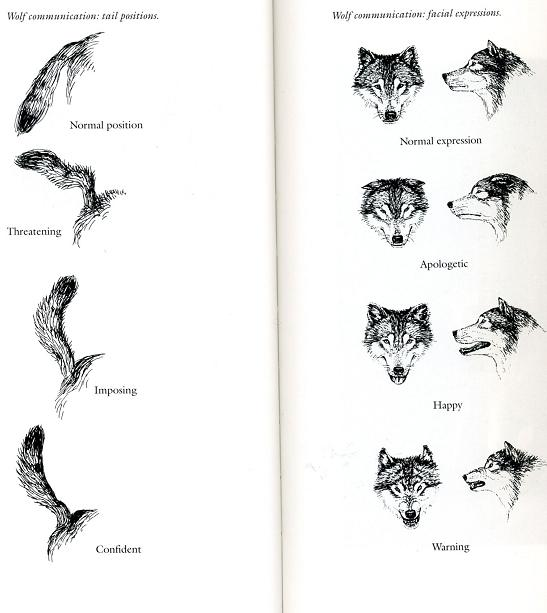 Wolf communication: tail positions.
Normal position
Threatening
Imposing
Confident
Wolf communication: facial expressions.
Normal expression
Apologetic
Happy
Warning